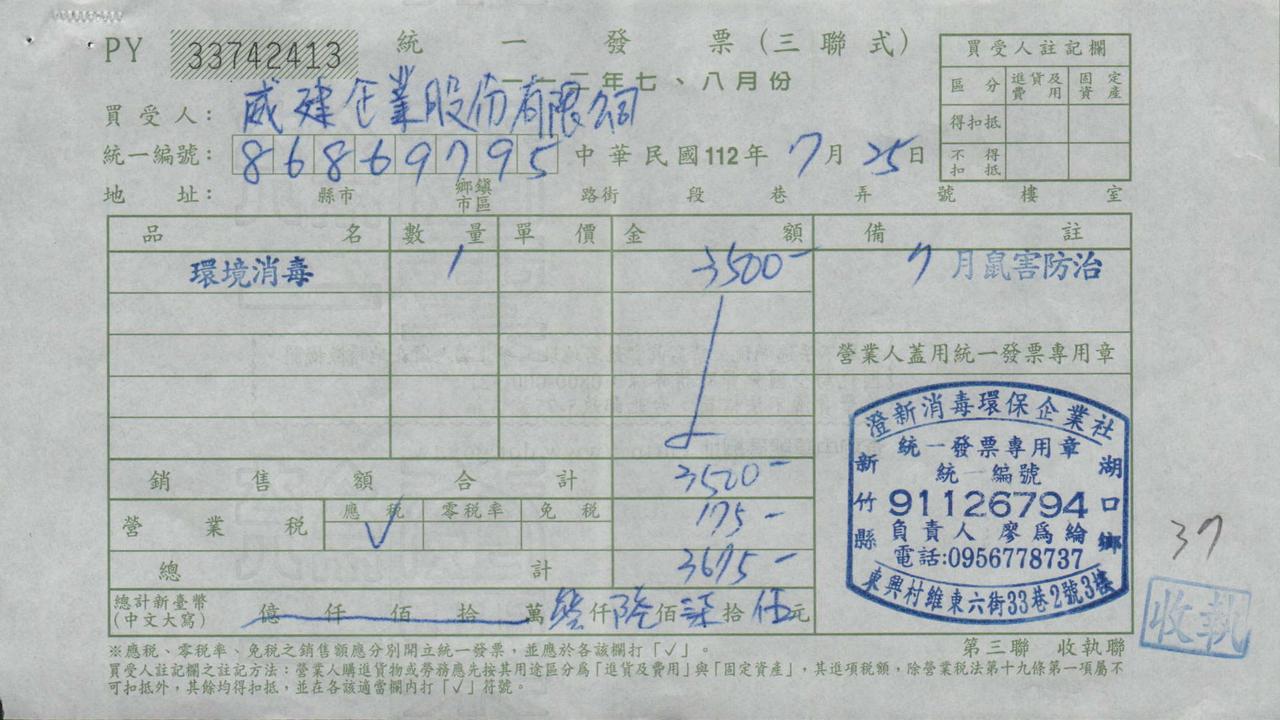 PY 33742413 統一發票(三聯式)
一一二年七、八月份
買受人: 威建企業股份有限公司
統一編號: 86869795 中華民國112年7月25日
地址: 縣市 鄉鎮市區 路街 段 巷 弄 號 樓 室
買受人註記欄
區分 進貨及費用 固定資產
得扣抵
不得扣抵
品名 數量 單價 金額 備註
環境消毒 1 3500- 7月鼠害防治
營業人蓋用統一發票專用章
銷售額合計 3500-
營業稅 應稅 零稅率 免稅 175-
✓
總計 3675-
總計新臺幣(中文大寫) 億 仟 佰 拾 萬 仟陸佰柒拾伍元
澄新消毒環保企業社
統一發票專用章
統一編號
新竹縣 91126794 湖口鄉
負責人 廖為綸
電話:0956778737
東興村維東六街33巷2號3樓
37
收執
※應稅、零稅率、免稅之銷售額應分別開立統一發票,並應於各該欄打「✓」。
第三聯 收執聯
買受人註記欄之註記方法:營業人購進貨物或勞務應先按其用途區分為「進貨及費用」與「固定資產」,其進項稅額,除營業稅法第十九條第一項屬不
可扣抵外,其餘均得扣抵,並在各該適當欄內打「✓」符號。